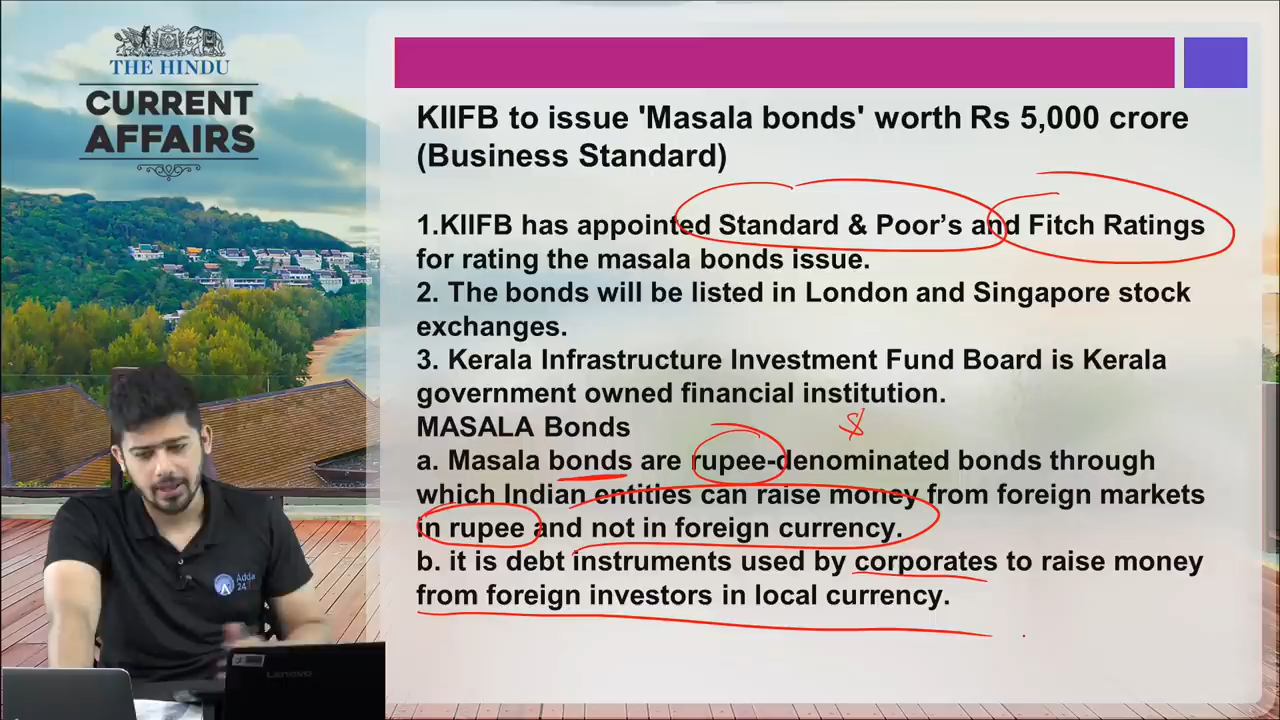 THE HINDU
CURRENT
AFFAIRS
KIIFB to issue 'Masala bonds' worth Rs 5,000 crore
(Business Standard)
1.KIIFB has appointed Standard & Poor’s and Fitch Ratings
for rating the masala bonds issue.
2. The bonds will be listed in London and Singapore stock
exchanges.
3. Kerala Infrastructure Investment Fund Board is Kerala
government owned financial institution.
MASALA Bonds
$
a. Masala bonds are rupee-denominated bonds through
which Indian entities can raise money from foreign markets
in rupee and not in foreign currency.
b. it is debt instruments used by corporates to raise money
from foreign investors in local currency.
Adda
24
Lenovo